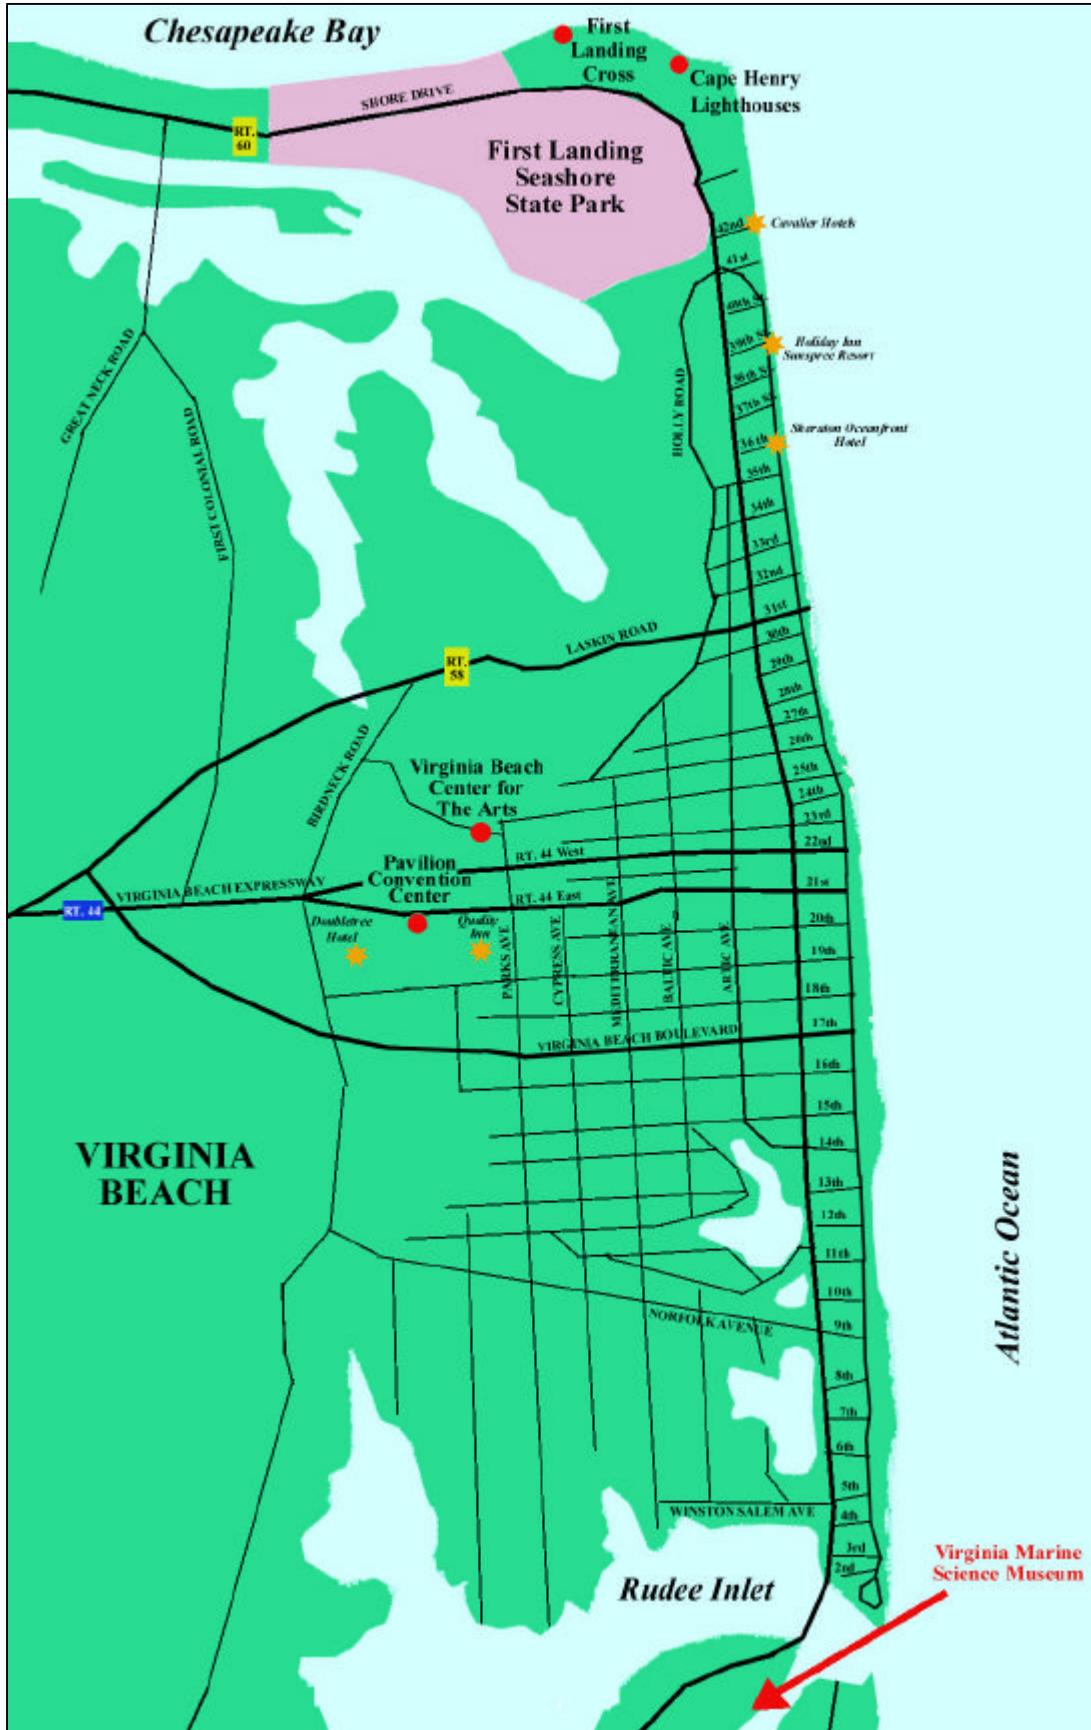 Chesapeake Bay
First
Landing
Cross
Cape Henry
Lighthouses
SHORE DRIVE
RT.
60
First Landing
Seashore
State Park
42nd
Cavalier Hotels
41st
40th St
39th S
Holiday Inn
Sunspree Resort
38th S
37th S
GREAT NECK ROAD
FIRST COLONIAL ROAD
HOLLY ROAD
36th
Sheraton Oceanfront
Hotel
35th
34th
33rd
32nd
31st
LASKIN ROAD
30th
RT.
58
29th
28th
27th
26th
BIRDNECK ROAD
Virginia Beach
Center for
The Arts
25th
24th
23rd
22nd
RT. 44 West
Pavilion
Convention
Center
VIRGINIA BEACH EXPRESSWAY
21st
RT. 44 East
RT. 44
Doubletree
Hotel
Quality
Inn
20th
PARKS AVE
CYPRESS AVE
MEDITIRRANEAN AVE
BALTIC AVE
ARTIC AVE
19th
18th
17th
VIRGINIA BEACH BOULEVARD
16th
15th
14th
VIRGINIA
BEACH
13th
12th
Atlantic Ocean
11th
10th
NORFOLK AVENUE
9th
8th
7th
6th
5th
WINSTON SALEM AVE
4th
3rd
2nd
Virginia Marine
Science Museum
Rudee Inlet